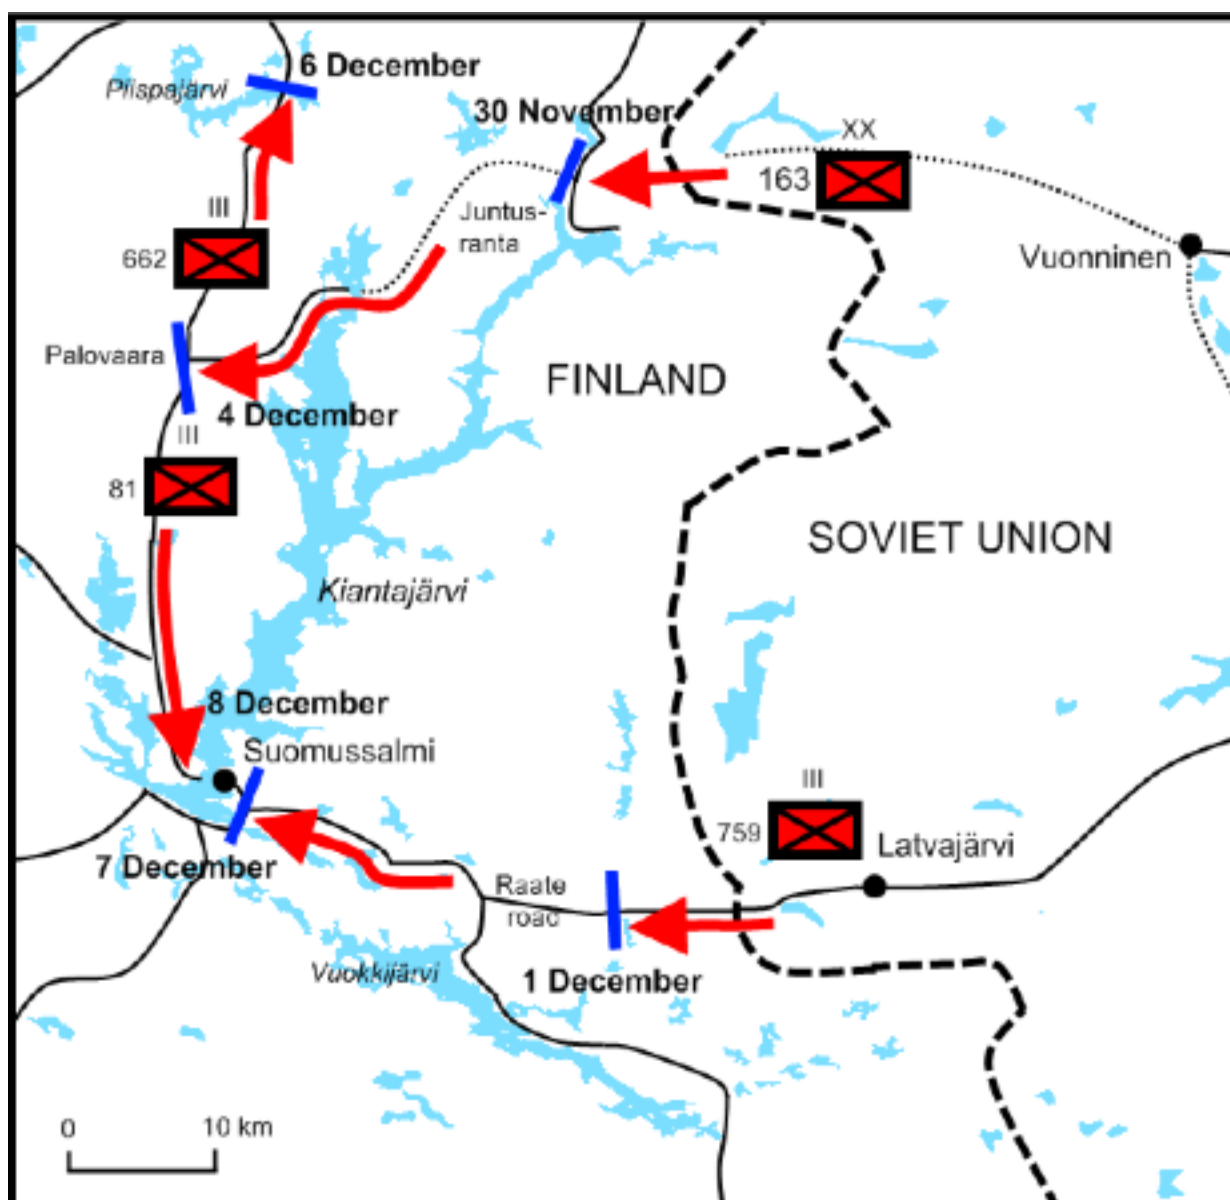 6 December
Piispajärvi
30 November
XX
163
III
Juntus-
ranta
662
Vuonninen
Palovaara
FINLAND
4 December
III
81
SOVIET UNION
Kiantajärvi
8 December
Suomussalmi
III
759
Latvajärvi
7 December
Raate
road
Vuokkijärvi
1 December
0
10 km